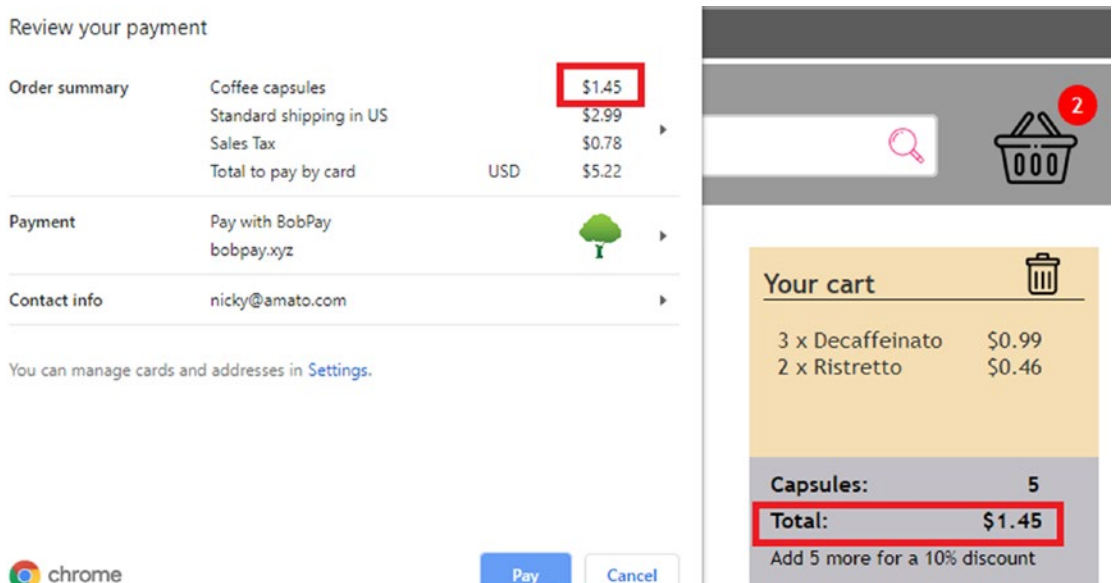 Review your payment
Order summary Coffee capsules $1.45
Standard shipping in US $2.99
Sales Tax $0.78
Total to pay by card USD $5.22
Payment Pay with BobPay
bobpay.xyz
Contact info nicky@amato.com
You can manage cards and addresses in Settings.
chrome Pay Cancel
2
Your cart
3 x Decaffeinato $0.99
2 x Ristretto $0.46
Capsules: 5
Total: $1.45
Add 5 more for a 10% discount